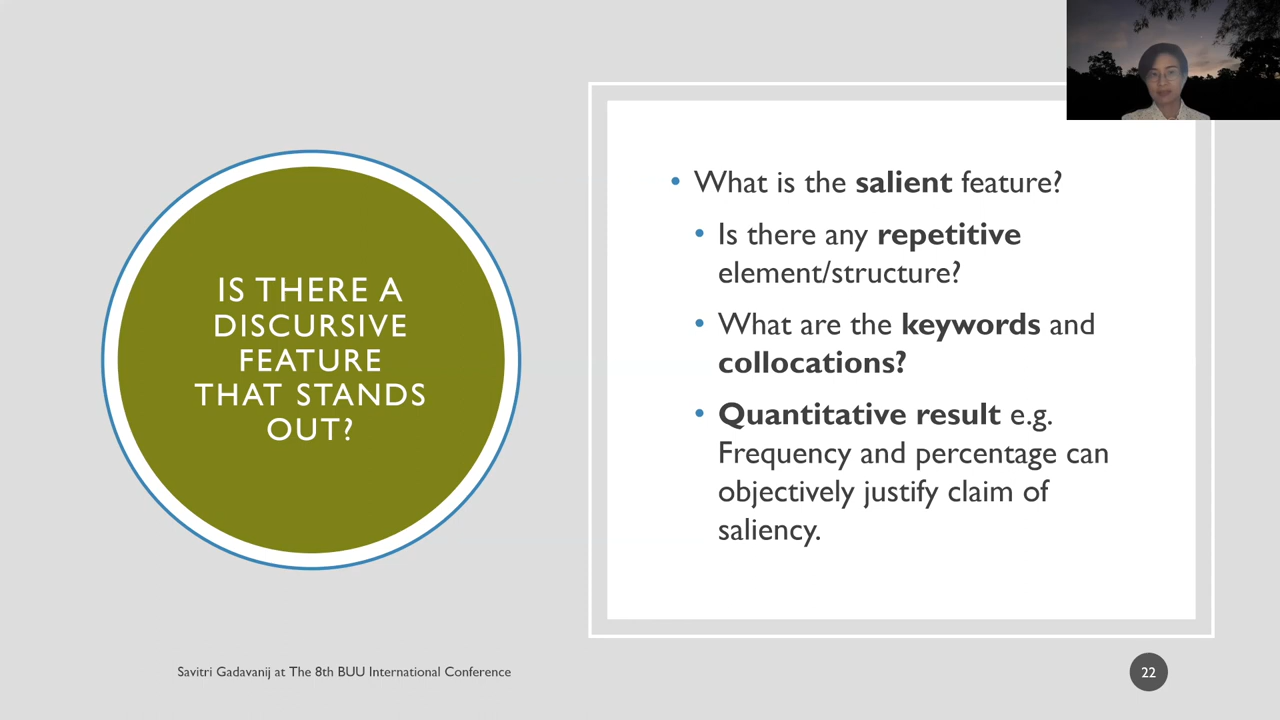 IS THERE A
DISCURSIVE
FEATURE
THAT STANDS
OUT?
• What is the salient feature?
• Is there any repetitive
element/structure?
• What are the keywords and
collocations?
• Quantitative result e.g.
Frequency and percentage can
objectively justify claim of
saliency.
Savitri Gadavanij at The 8th BUU International Conference
22